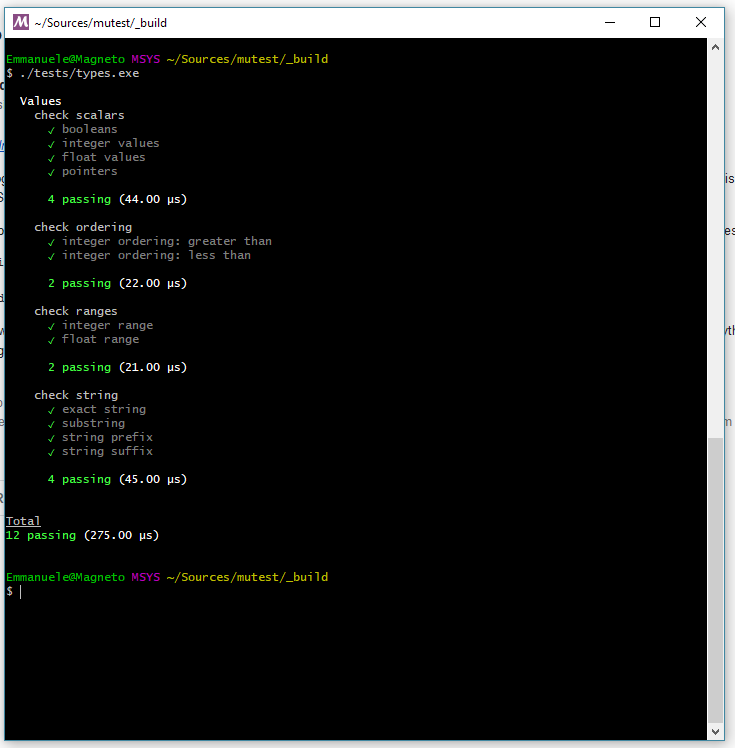 ~/Sources/mutest/_build
Emmanuele@Magneto MSYS ~/Sources/mutest/_build
$ ./tests/types.exe
Values
check scalars
✓ booleans
✓ integer values
✓ float values
✓ pointers
4 passing (44.00 µs)
check ordering
✓ integer ordering: greater than
✓ integer ordering: less than
2 passing (22.00 µs)
check ranges
✓ integer range
✓ float range
2 passing (21.00 µs)
check string
✓ exact string
✓ substring
✓ string prefix
✓ string suffix
4 passing (45.00 µs)
Total
12 passing (275.00 µs)
Emmanuele@Magneto MSYS ~/Sources/mutest/_build
$